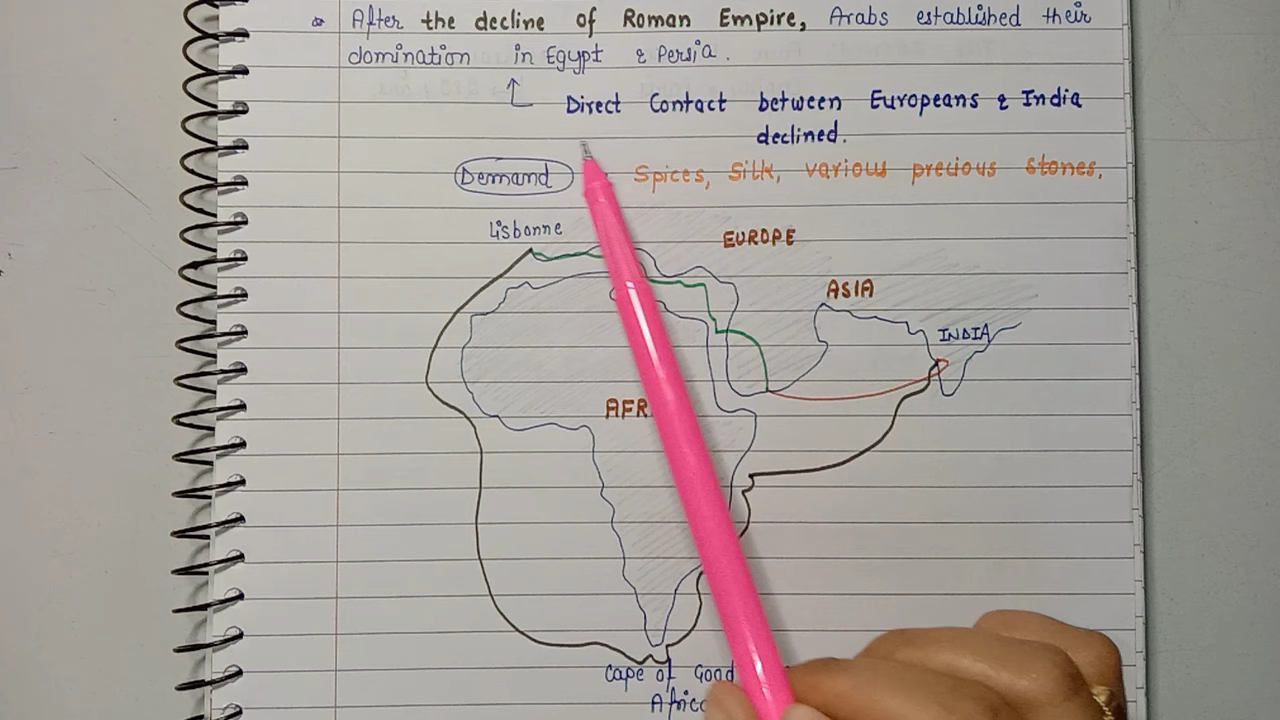 After the decline of Roman Empire, Arabs established their
domination in Egypt & Persia.
Direct Contact between Europeans & India
declined.
Demand Spices, Silk, various precious stones.
Lisbonne
EUROPE
ASIA
INDIA
AFR
Cape of Good